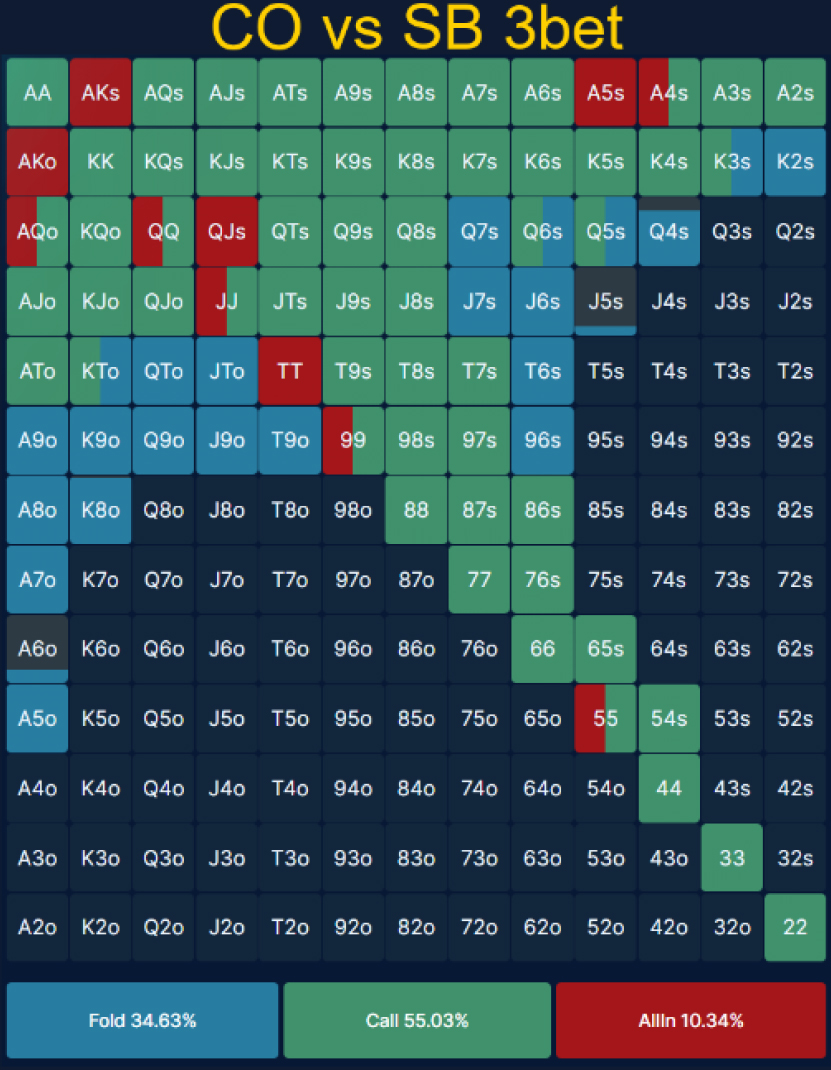 CO vs SB 3bet
AA AKs AQs AJs ATs A9s A8s A7s A6s A5s A4s A3s A2s
AKo KK KQs KJs KTs K9s K8s K7s K6s K5s K4s K3s K2s
AQo KQo QQ QJs QTs Q9s Q8s Q7s Q6s Q5s Q4s Q3s Q2s
AJo KJo QJo JJ JTs J9s J8s J7s J6s J5s J4s J3s J2s
ATo KTo QTo JTo TT T9s T8s T7s T6s T5s T4s T3s T2s
A9o K9o Q9o J9o T9o 99 98s 97s 96s 95s 94s 93s 92s
A8o K8o Q8o J8o T8o 98o 88 87s 86s 85s 84s 83s 82s
A7o K7o Q7o J7o T7o 97o 87o 77 76s 75s 74s 73s 72s
A6o K6o Q6o J6o T6o 96o 86o 76o 66 65s 64s 63s 62s
A5o K5o Q5o J5o T5o 95o 85o 75o 65o 55 54s 53s 52s
A4o K4o Q4o J4o T4o 94o 84o 74o 64o 54o 44 43s 42s
A3o K3o Q3o J3o T3o 93o 83o 73o 63o 53o 43o 33 32s
A2o K2o Q2o J2o T2o 92o 82o 72o 62o 52o 42o 32o 22
Fold 34.63% Call 55.03% AllIn 10.34%